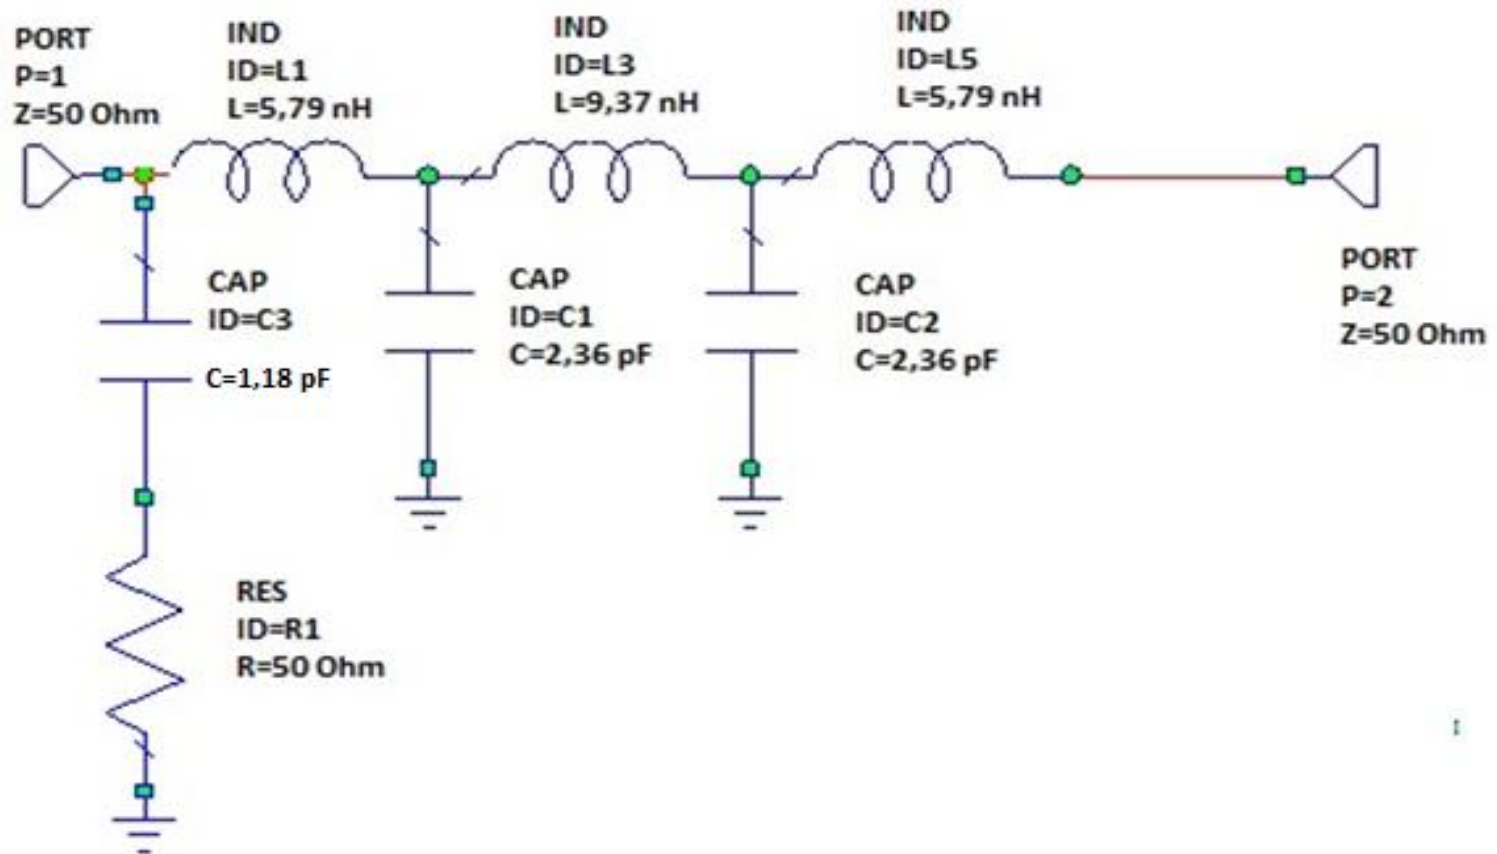 PORT
P=1
Z=50 Ohm
IND
ID=L1
L=5,79 nH
IND
ID=L3
L=9,37 nH
IND
ID=L5
L=5,79 nH
PORT
P=2
Z=50 Ohm
CAP
ID=C3
C=1,18 pF
CAP
ID=C1
C=2,36 pF
CAP
ID=C2
C=2,36 pF
RES
ID=R1
R=50 Ohm